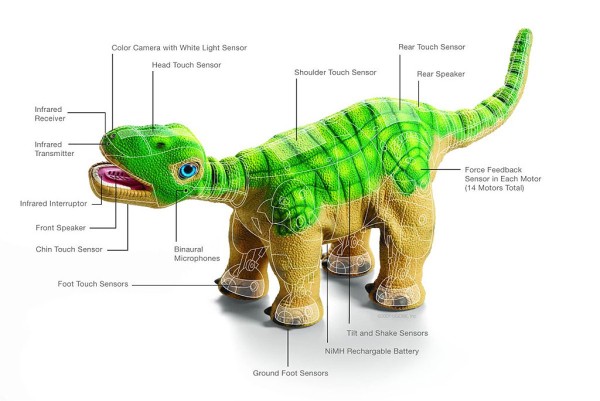 Color Camera with White Light Sensor
Rear Touch Sensor
Head Touch Sensor
Shoulder Touch Sensor
Rear Speaker
Infrared
Receiver
Infrared
Transmitter
Force Feedback
Sensor in Each Motor
(14 Motors Total)
Infrared Interruptor
Front Speaker
Chin Touch Sensor
Binaural
Microphones
Foot Touch Sensors
Tilt and Shake Sensors
NiMH Rechargable Battery
Ground Foot Sensors